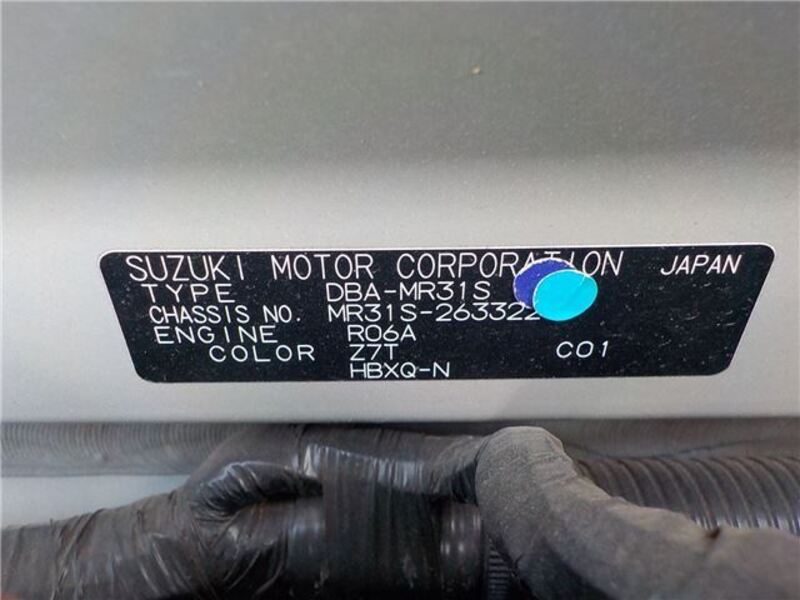 SUZUKI MOTOR CORPORATION JAPAN
TYPE DBA-MR31S
CHASSIS NO. MR31S-263322
ENGINE R06A
COLOR Z7T C01
HBXQ-N